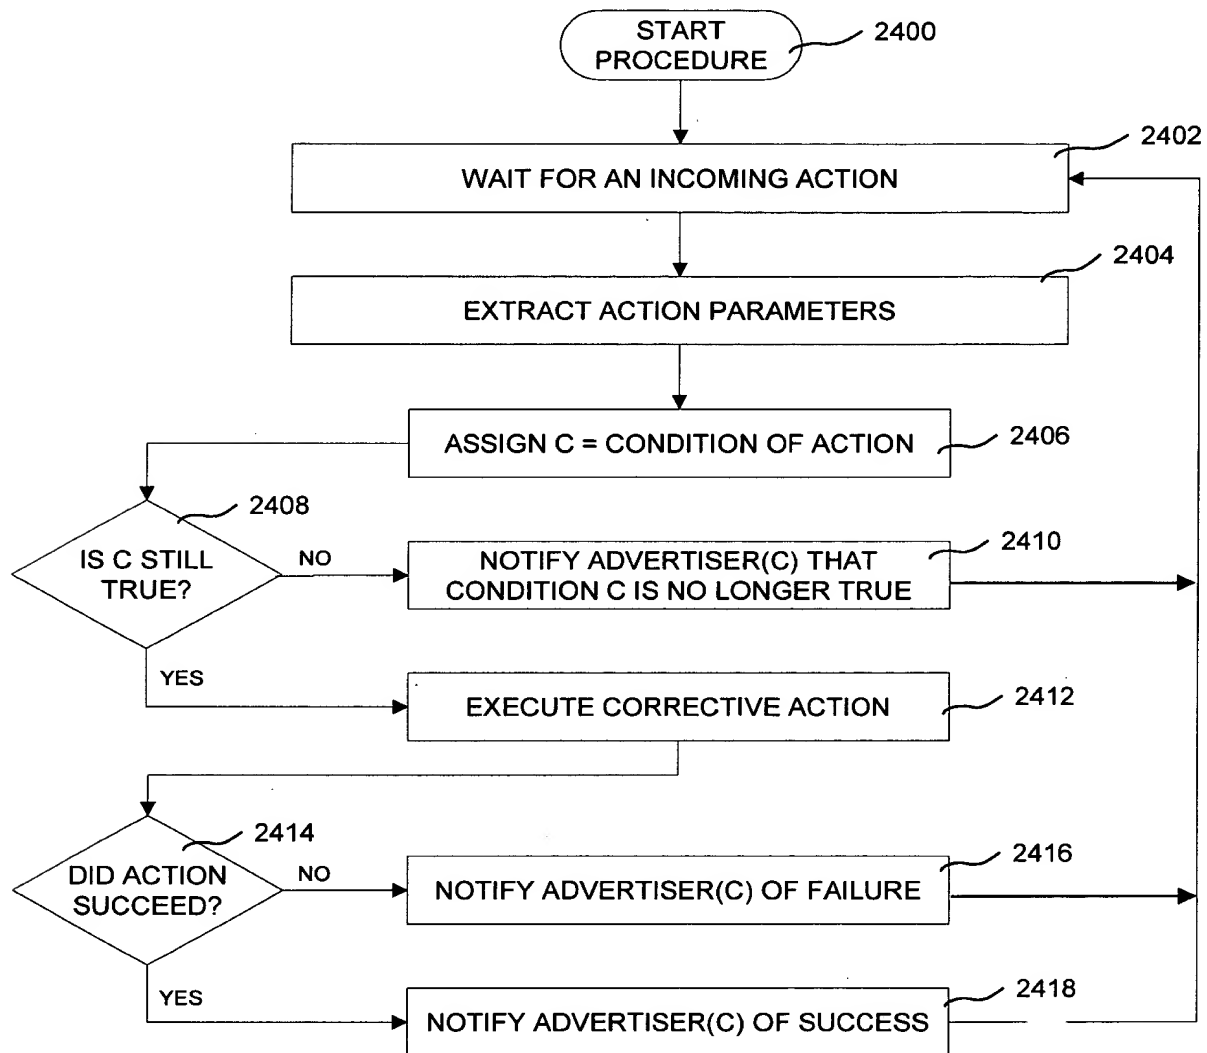 START
PROCEDURE
2400
2402
WAIT FOR AN INCOMING ACTION
2404
EXTRACT ACTION PARAMETERS
ASSIGN C = CONDITION OF ACTION
2406
2408
IS C STILL
TRUE?
NO
NOTIFY ADVERTISER(C) THAT
CONDITION C IS NO LONGER TRUE
2410
YES
EXECUTE CORRECTIVE ACTION
2412
2414
DID ACTION
SUCCEED?
NO
NOTIFY ADVERTISER(C) OF FAILURE
2416
YES
NOTIFY ADVERTISER(C) OF SUCCESS
2418